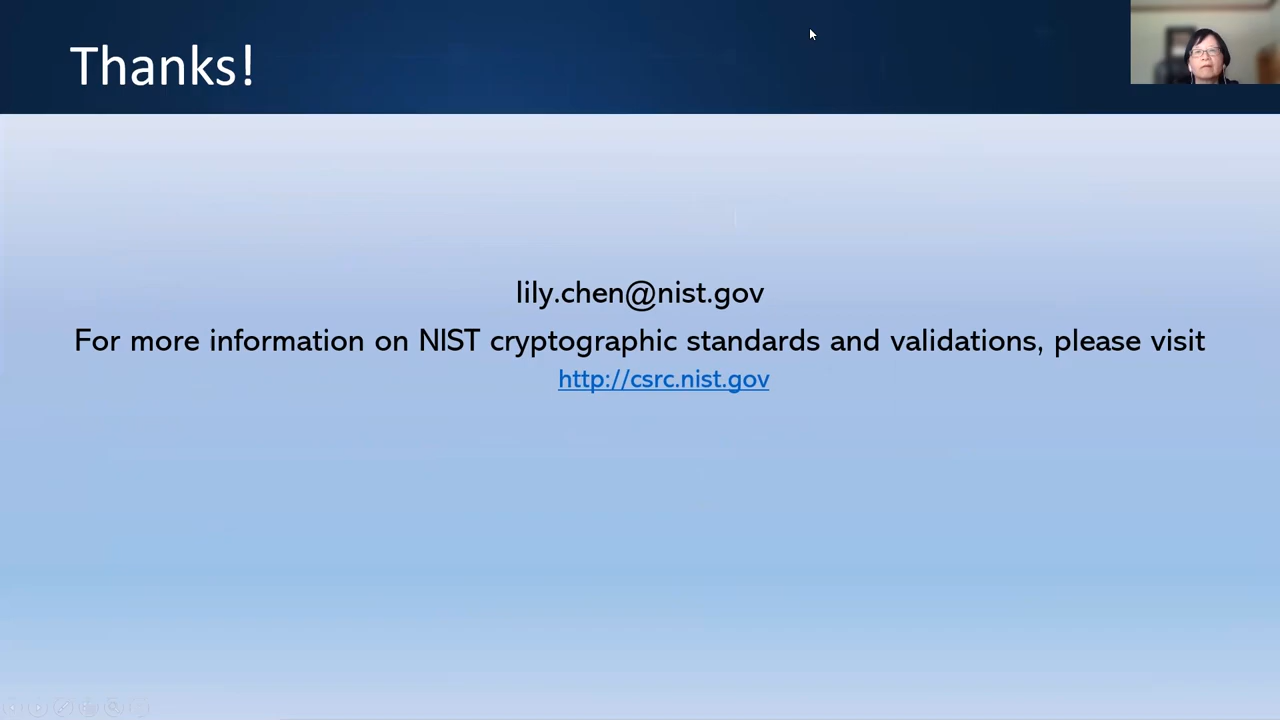 Thanks!
lily.chen@nist.gov
For more information on NIST cryptographic standards and validations, please visit
http://csrc.nist.gov